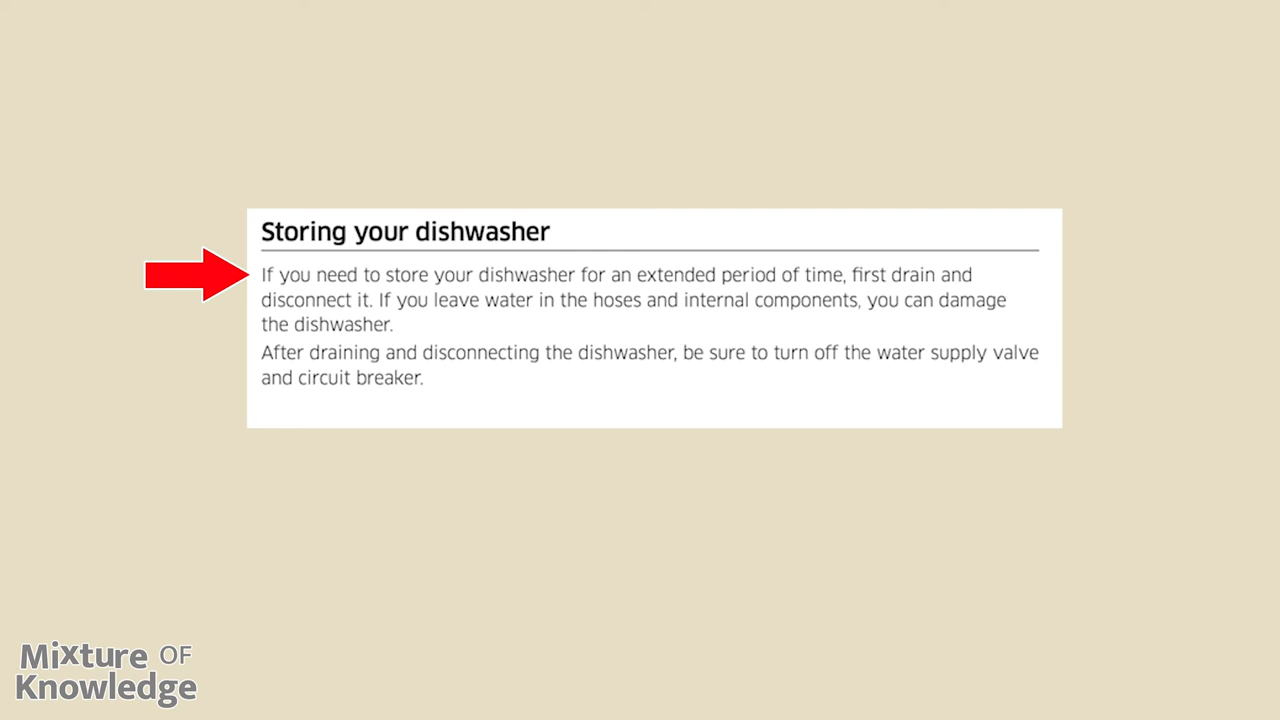 Storing your dishwasher
If you need to store your dishwasher for an extended period of time, first drain and
disconnect it. If you leave water in the hoses and internal components, you can damage
the dishwasher.
After draining and disconnecting the dishwasher, be sure to turn off the water supply valve
and circuit breaker.
Mixture OF
Knowledge